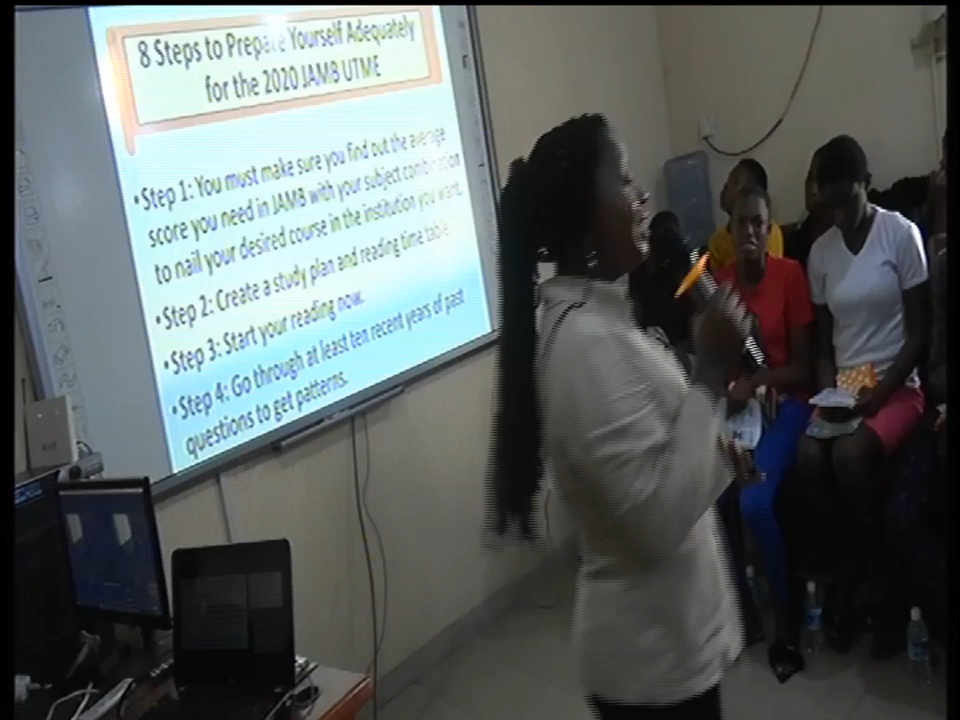 8 Steps to Prepare Yourself Adequately
for the 2020 JAMB UTME
•Step 1: You must make sure you find out the average
score you need in JAMB with your subject combination
to nail your desired course in the institution you want.
•Step 2: Create a study plan and reading time table.
•Step 3: Start your reading now.
•Step 4: Go through at least ten recent years of past
questions to get patterns.